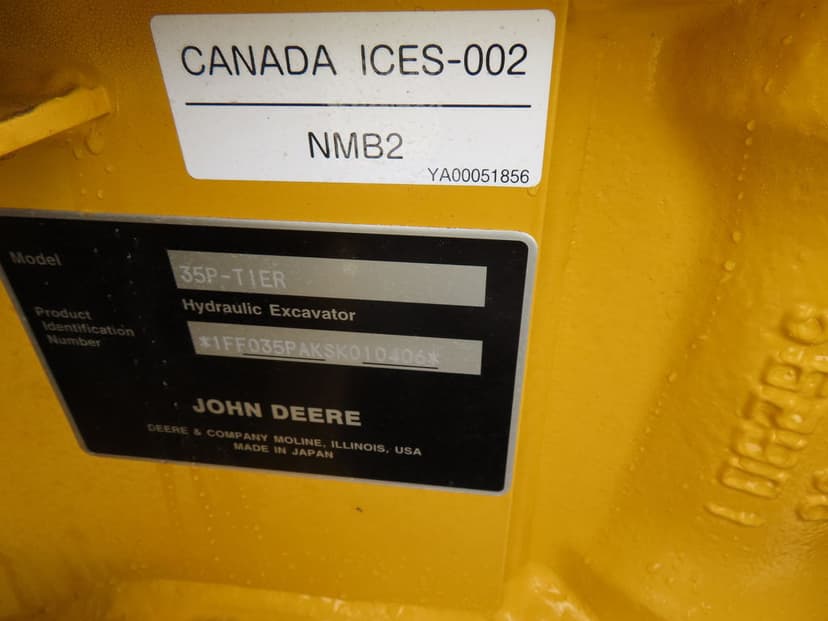 CANADA ICES-002
NMB2
YA00051856
Model
35P-TIER
Hydraulic Excavator
Product
Identification
Number
*1FF035PAKSK010406*
JOHN DEERE
DEERE & COMPANY MOLINE, ILLINOIS, USA
MADE IN JAPAN